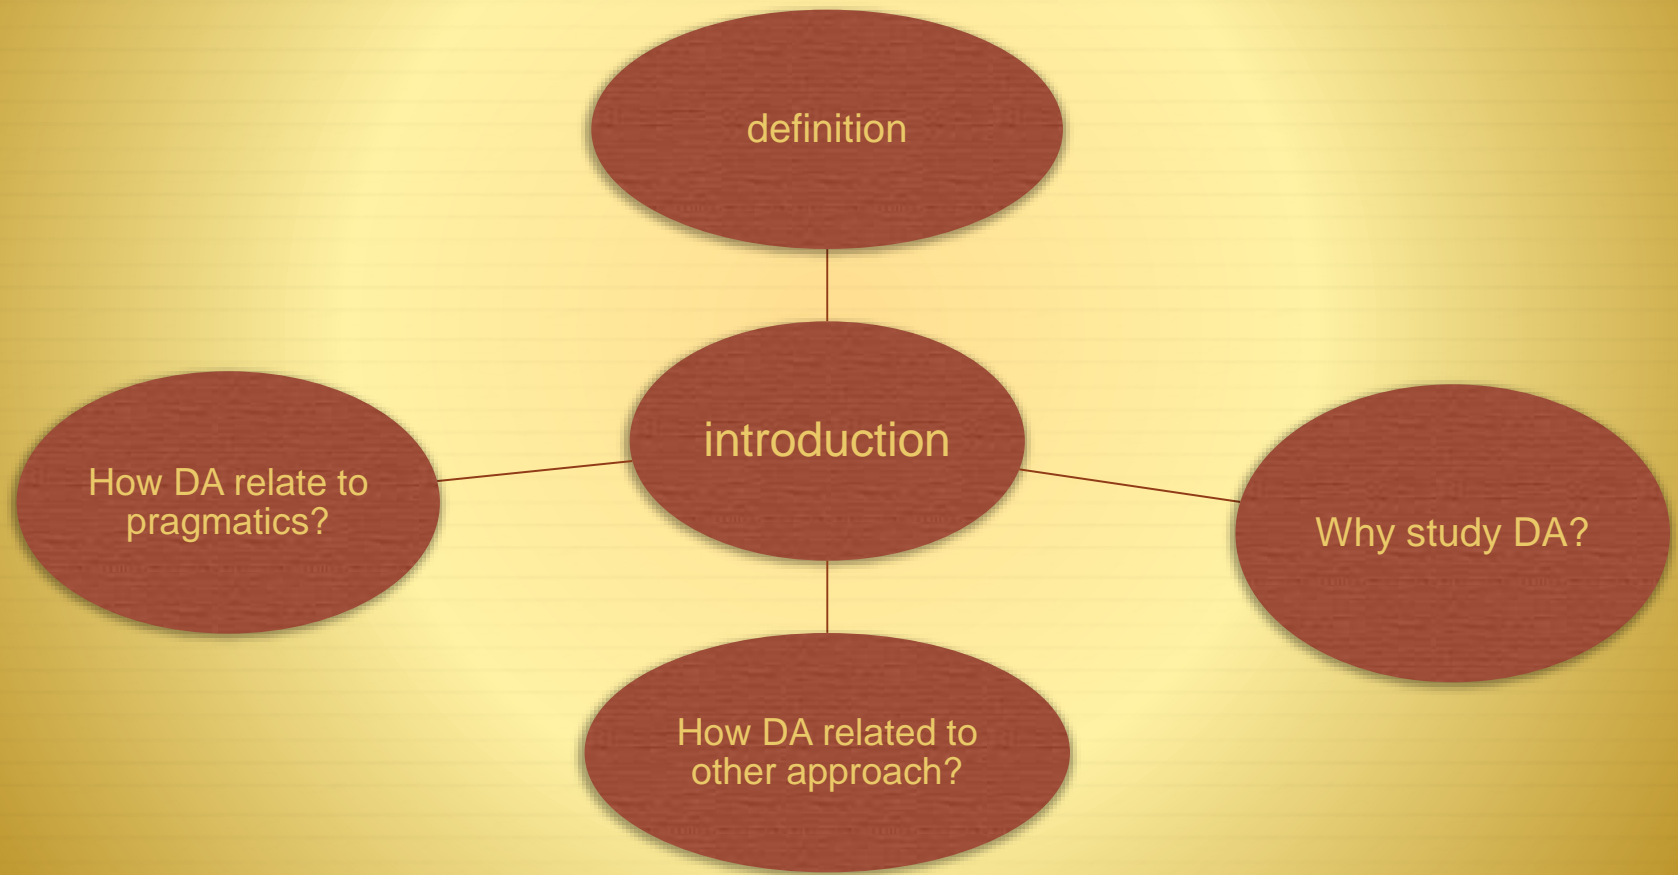 definition
introduction
How DA relate to
pragmatics?
Why study DA?
How DA related to
other approach?